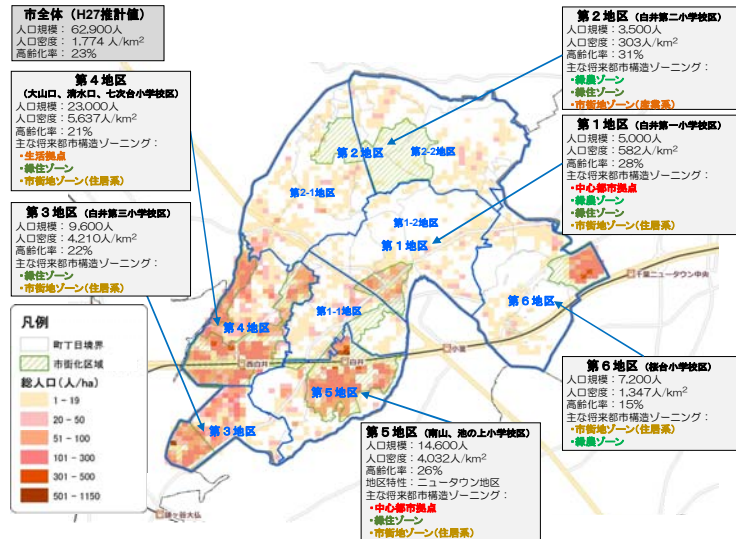 市全体（H27推計値）
人口規模：62,900人
人口密度：1,774 人/km²
高齢化率：23%
第４地区
（大山口、清水口、七次台小学校区）
人口規模：23,000人
人口密度：5,637人/km²
高齢化率：21%
主な将来都市構造ゾーニング：
・生活拠点
・緑住ゾーン
・市街地ゾーン（住居系）
第３地区（白井第三小学校区）
人口規模：9,600人
人口密度：4,210人/km²
高齢化率：22%
主な将来都市構造ゾーニング：
・緑住ゾーン
・市街地ゾーン（住居系）
凡例
町丁目境界
市街化区域
総人口(人/ha)
1 - 19
20 - 50
51 - 100
101 - 300
301 - 500
501 - 1150
第２地区（白井第二小学校区）
人口規模：3,500人
人口密度：303人/km²
高齢化率：31%
主な将来都市構造ゾーニング：
・緑農ゾーン
・緑住ゾーン
・市街地ゾーン（産業系）
第１地区（白井第一小学校区）
人口規模：5,000人
人口密度：582人/km²
高齢化率：28%
主な将来都市構造ゾーニング：
・中心都市拠点
・緑農ゾーン
・緑住ゾーン
・市街地ゾーン（住居系）
第６地区（桜台小学校区）
人口規模：7,200人
人口密度：1,347人/km²
高齢化率：15%
主な将来都市構造ゾーニング：
・市街地ゾーン（住居系）
・緑農ゾーン
第５地区（南山、池の上小学校区）
人口規模：14,600人
人口密度：4,032人/km²
高齢化率：26%
地区特性：ニュータウン地区
主な将来都市構造ゾーニング：
・中心都市拠点
・緑住ゾーン
・市街地ゾーン（住居系）
第２地区
第2-2地区
第2-1地区
第1-2地区
第１地区
第1-1地区
第６地区
第４地区
第５地区
第３地区
千葉ニュータウン中央
小室
白井
西白井
鎌ヶ谷大仏